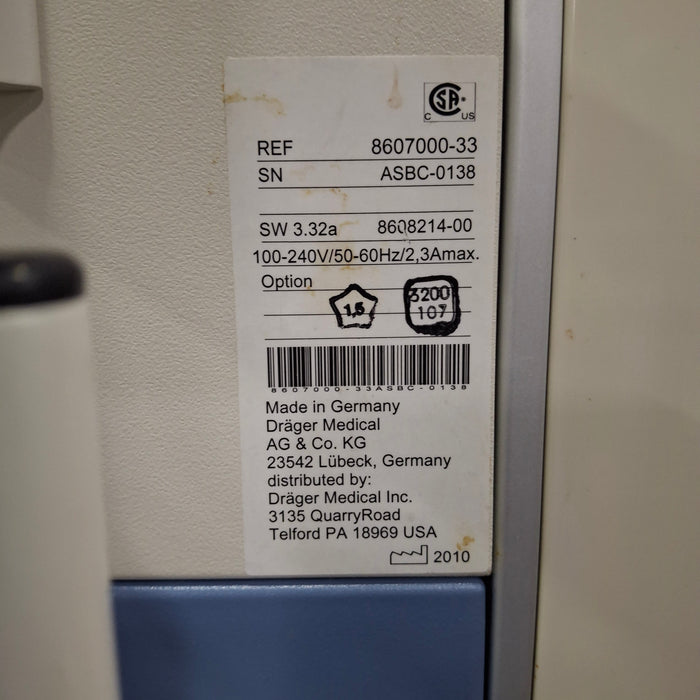 CSA®
C US
REF 8607000-33
SN ASBC-0138
SW 3.32a 8608214-00
100-240V/50-60Hz/2,3Amax.
Option
1,5
3200
107
8607000-33ASBC-0138
Made in Germany
Dräger Medical
AG & Co. KG
23542 Lübeck, Germany
distributed by:
Dräger Medical Inc.
3135 QuarryRoad
Telford PA 18969 USA
2010